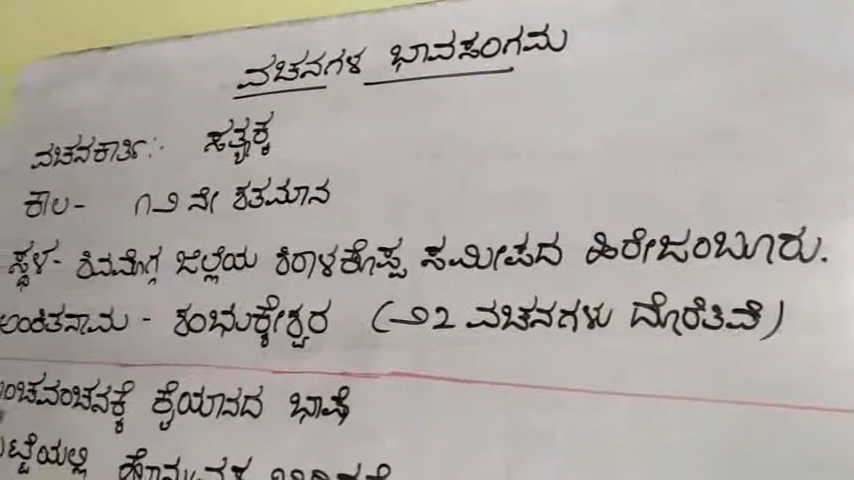 ವಚನಗಳ ಭಾವಸಂಗಮ
ವಚನಕಾರ್ತಿ:- ಸತ್ಯಕ್ಕ
ಕಾಲ- ೧೨ ನೇ ಶತಮಾನ
ಸ್ಥಳ- ಶಿವಮೊಗ್ಗ ಜಿಲ್ಲೆಯ ಶಿರಾಳಕೊಪ್ಪ ಸಮೀಪದ ಹಿರೇಜಂಬೂರು.
ಅಂಕಿತನಾಮ - ಶಂಭುಕ್ಕೇಶ್ವರ (೨೭ ವಚನಗಳು ದೊರೆತಿವೆ)
ಲಂಚವಂಚನಕ್ಕೆ ಕೈಯಾನದ ಭಾಷೆ